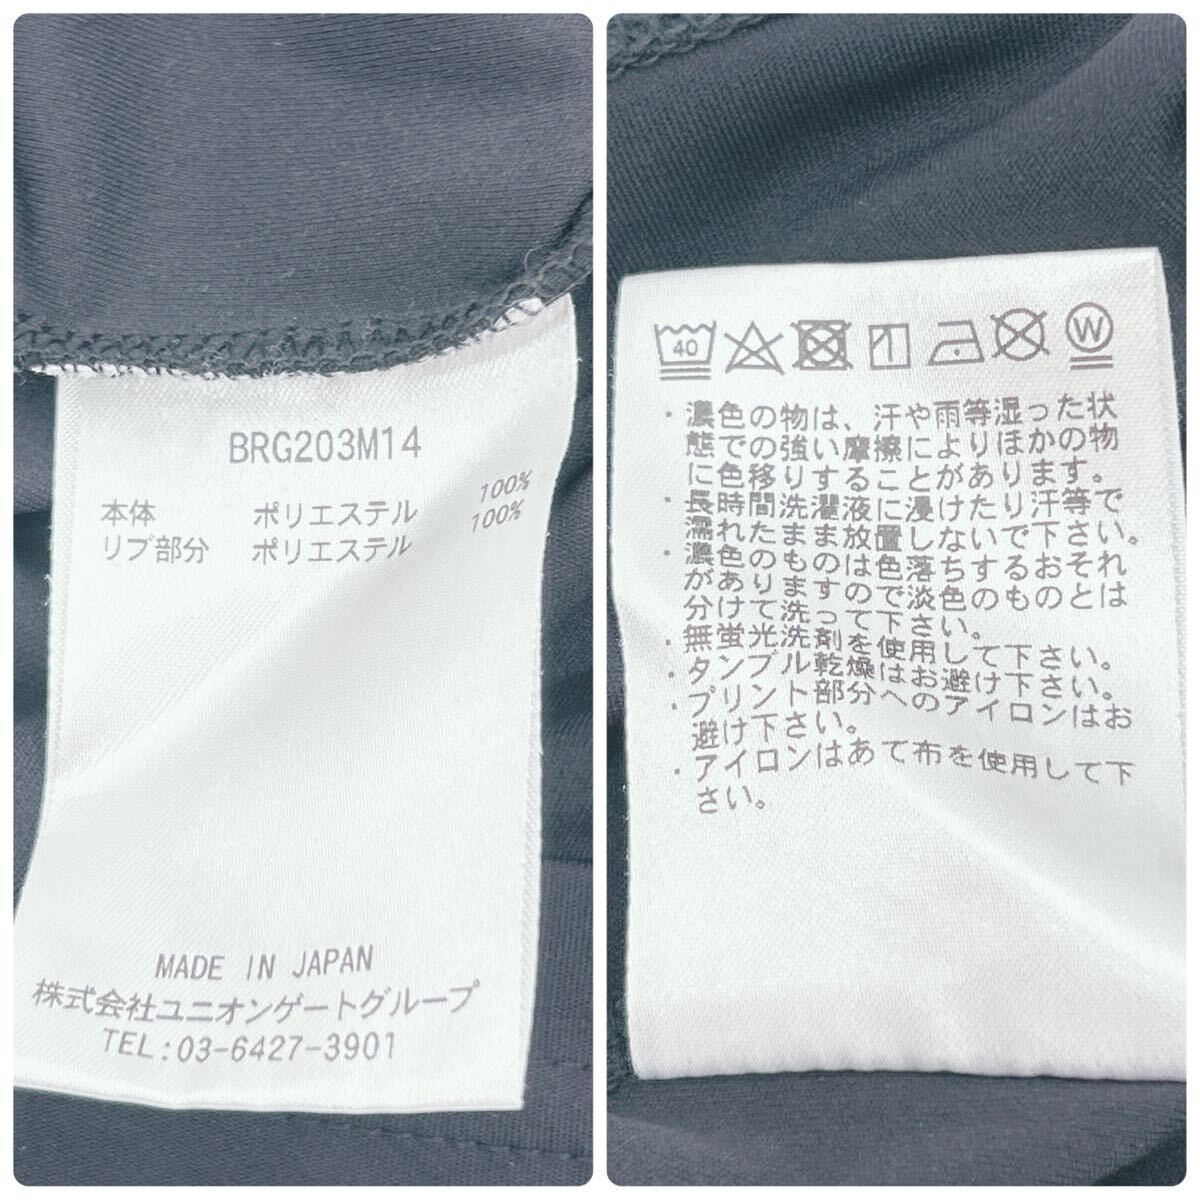 BRG203M14
本体 ポリエステル 100%
リブ部分 ポリエステル 100%
MADE IN JAPAN
株式会社ユニオンゲートグループ
TEL:03-6427-3901
40 W
・濃色の物は、汗や雨等湿った状
態での強い摩擦によりほかの物
に色移りすることがあります。
・長時間洗濯液に浸けたり汗等で
濡れたまま放置しないで下さい。
・濃色のものは色落ちするおそれ
がありますので淡色のものとは
分けて洗って下さい。
・無蛍光洗剤を使用して下さい。
・タンブル乾燥はお避け下さい。
・プリント部分へのアイロンはお
避け下さい。
・アイロンはあて布を使用して下
さい。